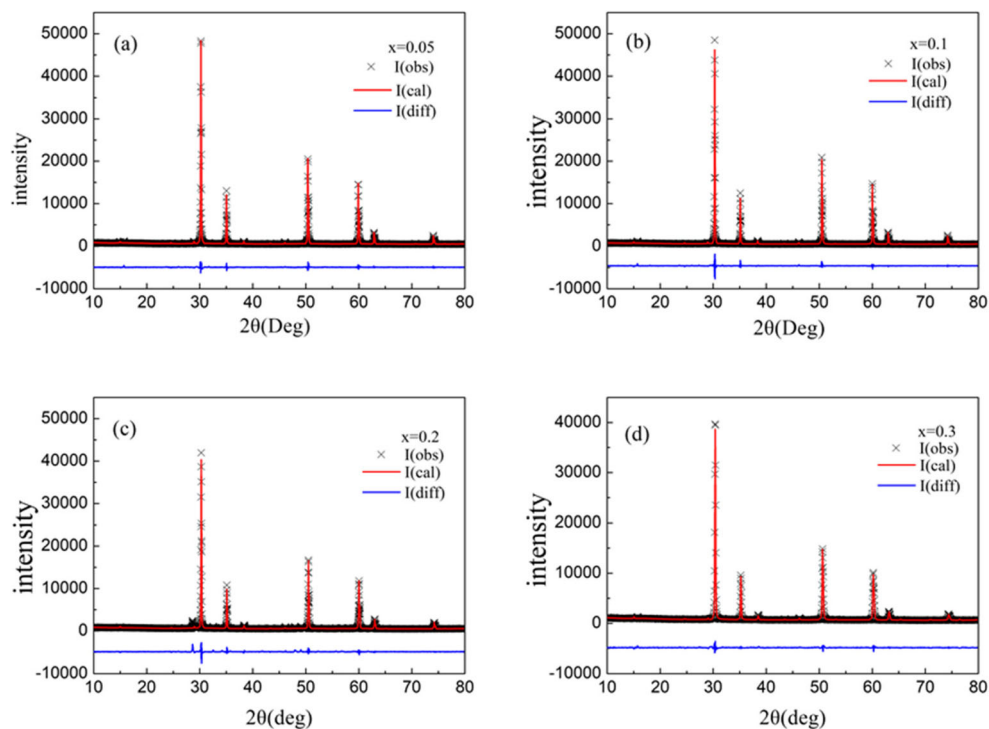 (a)
x=0.05
I(obs)
I(cal)
I(diff)
intensity
50000
40000
30000
20000
10000
0
-10000
10 20 30 40 50 60 70 80
2θ(Deg)
(b)
x=0.1
I(obs)
I(cal)
I(diff)
intensity
50000
40000
30000
20000
10000
0
-10000
10 20 30 40 50 60 70 80
2θ(Deg)
(c)
x=0.2
I(obs)
I(cal)
I(diff)
intensity
50000
40000
30000
20000
10000
0
-10000
10 20 30 40 50 60 70 80
2θ(deg)
(d)
x=0.3
I(obs)
I(cal)
I(diff)
intensity
40000
30000
20000
10000
0
-10000
10 20 30 40 50 60 70 80
2θ(deg)